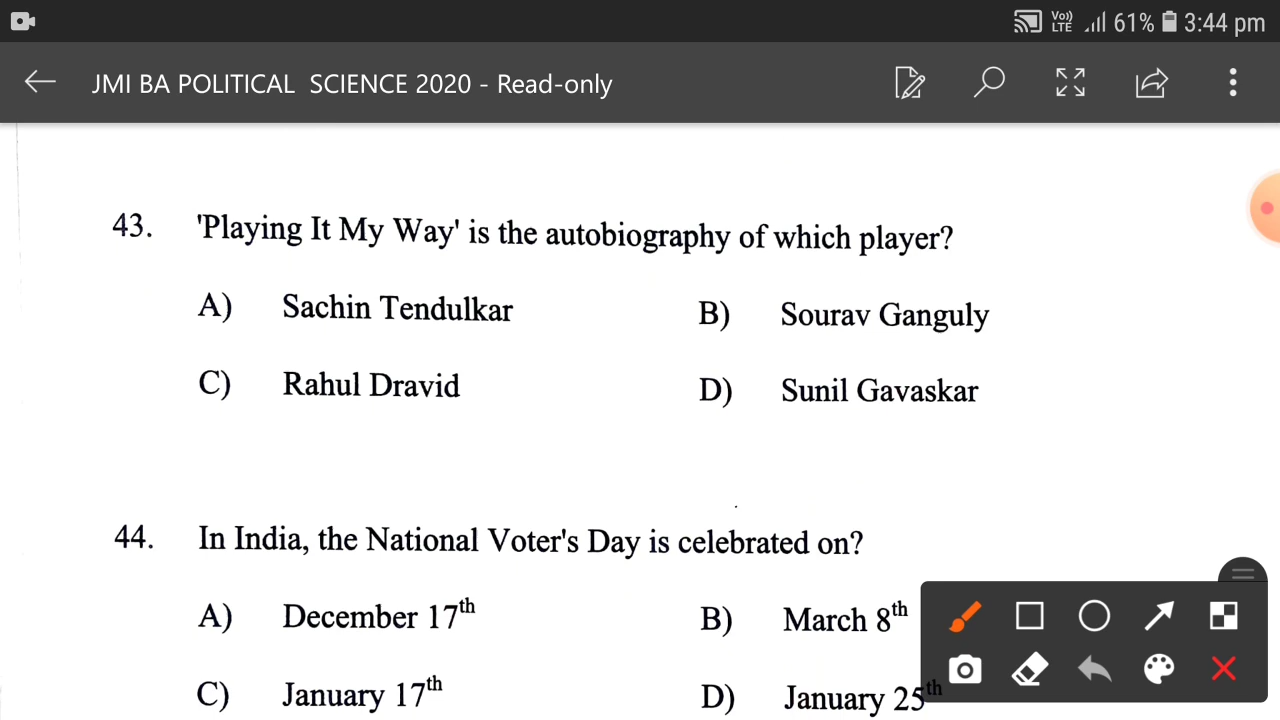 Vo)) LTE 61% 3:44 pm
JMI BA POLITICAL SCIENCE 2020 - Read-only
43. 'Playing It My Way' is the autobiography of which player?
A) Sachin Tendulkar B) Sourav Ganguly
C) Rahul Dravid D) Sunil Gavaskar
44. In India, the National Voter's Day is celebrated on?
A) December 17th B) March 8th
C) January 17th D) January 25th